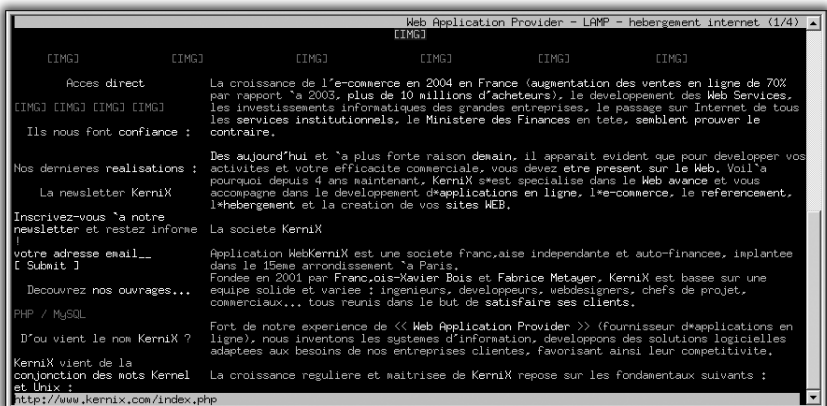 Web Application Provider - LAMP - hebergement internet (1/4)
[IMG]
[IMG] [IMG] [IMG] [IMG] [IMG] [IMG]
Acces direct
[IMG] [IMG] [IMG] [IMG]
Ils nous font confiance :
Nos dernieres realisations :
La newsletter KerniX
Inscrivez-vous `a notre
newsletter et restez informe
!
votre adresse email__
[ Submit ]
Decouvrez nos ouvrages...
PHP / MySQL
D'ou vient le nom KerniX ?
KerniX vient de la
conjonction des mots Kernel
et Unix :
La croissance de l'e-commerce en 2004 en France (augmentation des ventes en ligne de 70%
par rapport `a 2003, plus de 10 millions d'acheteurs), le developpement des Web Services,
les investissements informatiques des grandes entreprises, le passage sur Internet de tous
les services institutionnels, le Ministere des Finances en tete, semblent prouver le
contraire.
Des aujourd'hui et `a plus forte raison demain, il apparait evident que pour developper vos
activites et votre efficacite commerciale, vous devez etre present sur le Web. Voil`a
pourquoi depuis 4 ans maintenant, KerniX s*est specialise dans le Web avance et vous
accompagne dans le developpement d*applications en ligne, l*e-commerce, le referencement,
l*hebergement et la creation de vos sites WEB.
La societe KerniX
Application WebKerniX est une societe franc,aise independante et auto-financee, implantee
dans le 15eme arrondissement `a Paris.
Fondee en 2001 par Franc,ois-Xavier Bois et Fabrice Metayer, KerniX est basee sur une
equipe solide et variee : ingenieurs, developpeurs, webdesigners, chefs de projet,
commerciaux... tous reunis dans le but de satisfaire ses clients.
Fort de notre experience de << Web Application Provider >> (fournisseur d*applications en
ligne), nous inventons les systemes d'information, developpons des solutions logicielles
adaptees aux besoins de nos entreprises clientes, favorisant ainsi leur competitivite.
La croissance reguliere et maitrisee de KerniX repose sur les fondamentaux suivants :
http://www.kernix.com/index.php